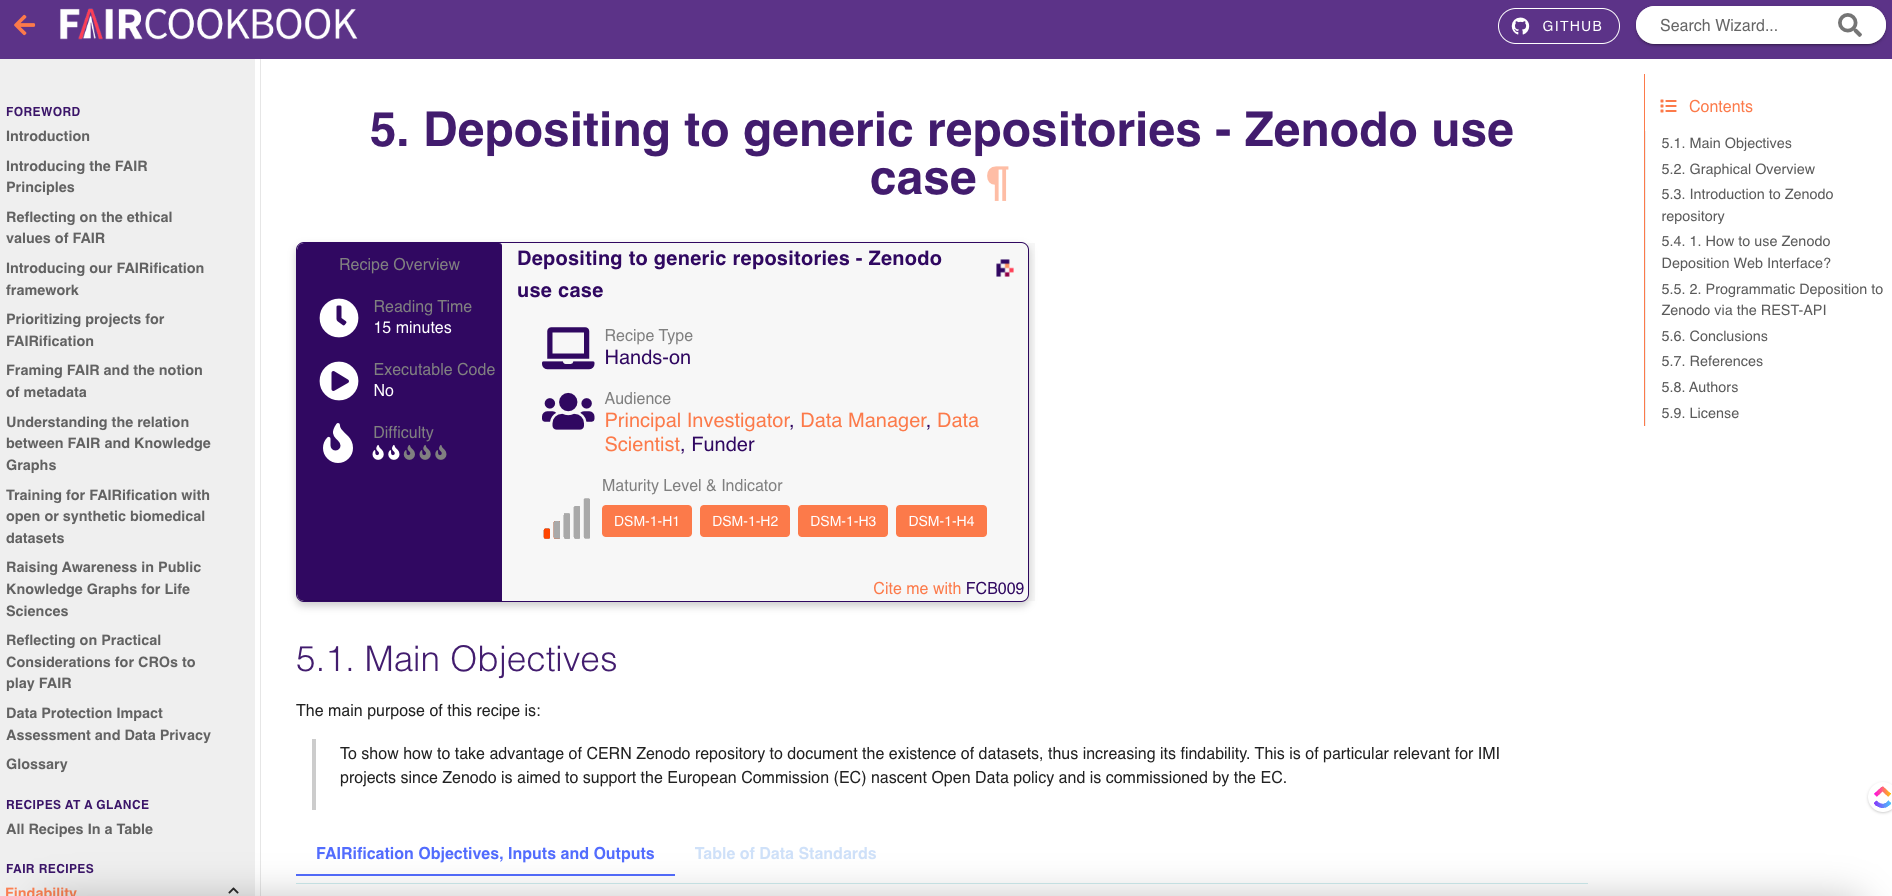 FAIRCOOKBOOK
GITHUB
Search Wizard...
FOREWORD
Introduction
Introducing the FAIR
Principles
Reflecting on the ethical
values of FAIR
Introducing our FAIRification
framework
Prioritizing projects for
FAIRification
Framing FAIR and the notion
of metadata
Understanding the relation
between FAIR and Knowledge
Graphs
Training for FAIRification with
open or synthetic biomedical
datasets
Raising Awareness in Public
Knowledge Graphs for Life
Sciences
Reflecting on Practical
Considerations for CROs to
play FAIR
Data Protection Impact
Assessment and Data Privacy
Glossary
RECIPES AT A GLANCE
All Recipes In a Table
FAIR RECIPES
Findability
5. Depositing to generic repositories - Zenodo use
case ¶
Recipe Overview
Reading Time
15 minutes
Executable Code
No
Difficulty
Depositing to generic repositories - Zenodo
use case
Recipe Type
Hands-on
Audience
Principal Investigator, Data Manager, Data
Scientist, Funder
Maturity Level & Indicator
DSM-1-H1 DSM-1-H2 DSM-1-H3 DSM-1-H4
Cite me with FCB009
5.1. Main Objectives
The main purpose of this recipe is:
To show how to take advantage of CERN Zenodo repository to document the existence of datasets, thus increasing its findability. This is of particular relevant for IMI
projects since Zenodo is aimed to support the European Commission (EC) nascent Open Data policy and is commissioned by the EC.
FAIRification Objectives, Inputs and Outputs
Table of Data Standards
Contents
5.1. Main Objectives
5.2. Graphical Overview
5.3. Introduction to Zenodo
repository
5.4. 1. How to use Zenodo
Deposition Web Interface?
5.5. 2. Programmatic Deposition to
Zenodo via the REST-API
5.6. Conclusions
5.7. References
5.8. Authors
5.9. License